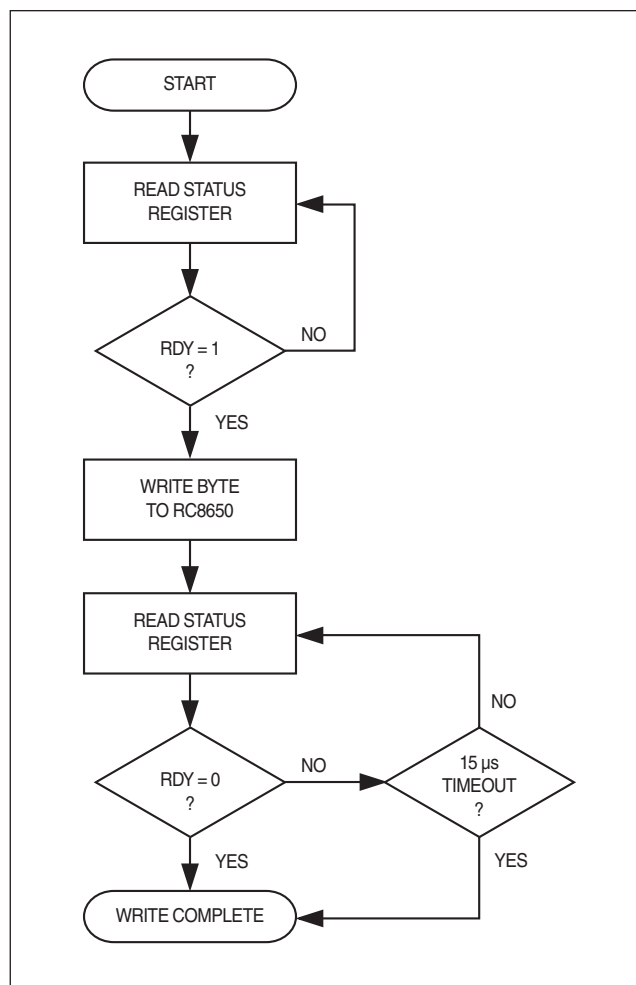 START
READ STATUS
REGISTER
RDY = 1
?
NO
YES
WRITE BYTE
TO RC8650
READ STATUS
REGISTER
NO
RDY = 0
?
NO
15 µs
TIMEOUT
?
YES
YES
WRITE COMPLETE